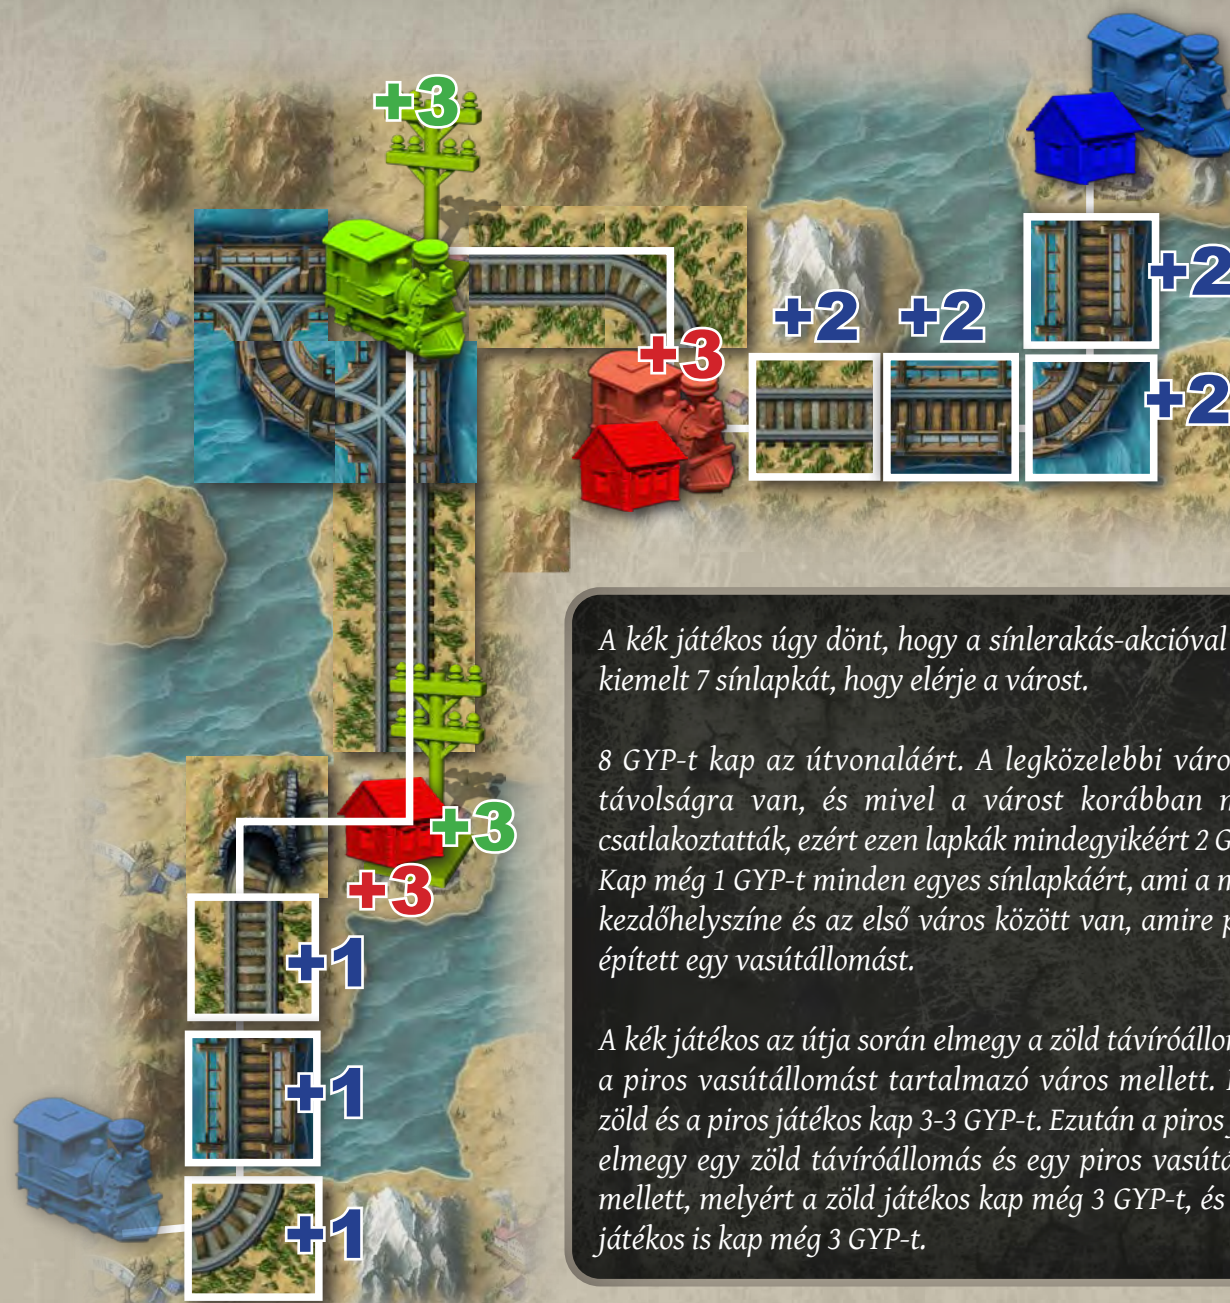 +3
+3
+2
+2
+2
+2
A kék játékos úgy dönt, hogy a sínlerakás-akcióval
kiemelt 7 sínlapkát, hogy elérje a várost.
8 GYP-t kap az útvonaláért. A legközelebbi
távolságra van, és mivel a várost korábban
csatlakoztatták, ezért ezen lapkák mindegyikéért 2
Kap még 1 GYP-t minden egyes sínlapkáért, ami a
kezdőhelyszíne és az első város között van, amire
épített egy vasútállomást.
A kék játékos az útja során elmegy a zöld
a piros vasútállomást tartalmazó város mellett.
zöld és a piros játékos kap 3-3 GYP-t. Ezután a piros
elmegy egy zöld távíróállomás és egy piros
mellett, melyért a zöld játékos kap még 3 GYP-t, és
játékos is kap még 3 GYP-t.
+3
+3
+1
+1
+1